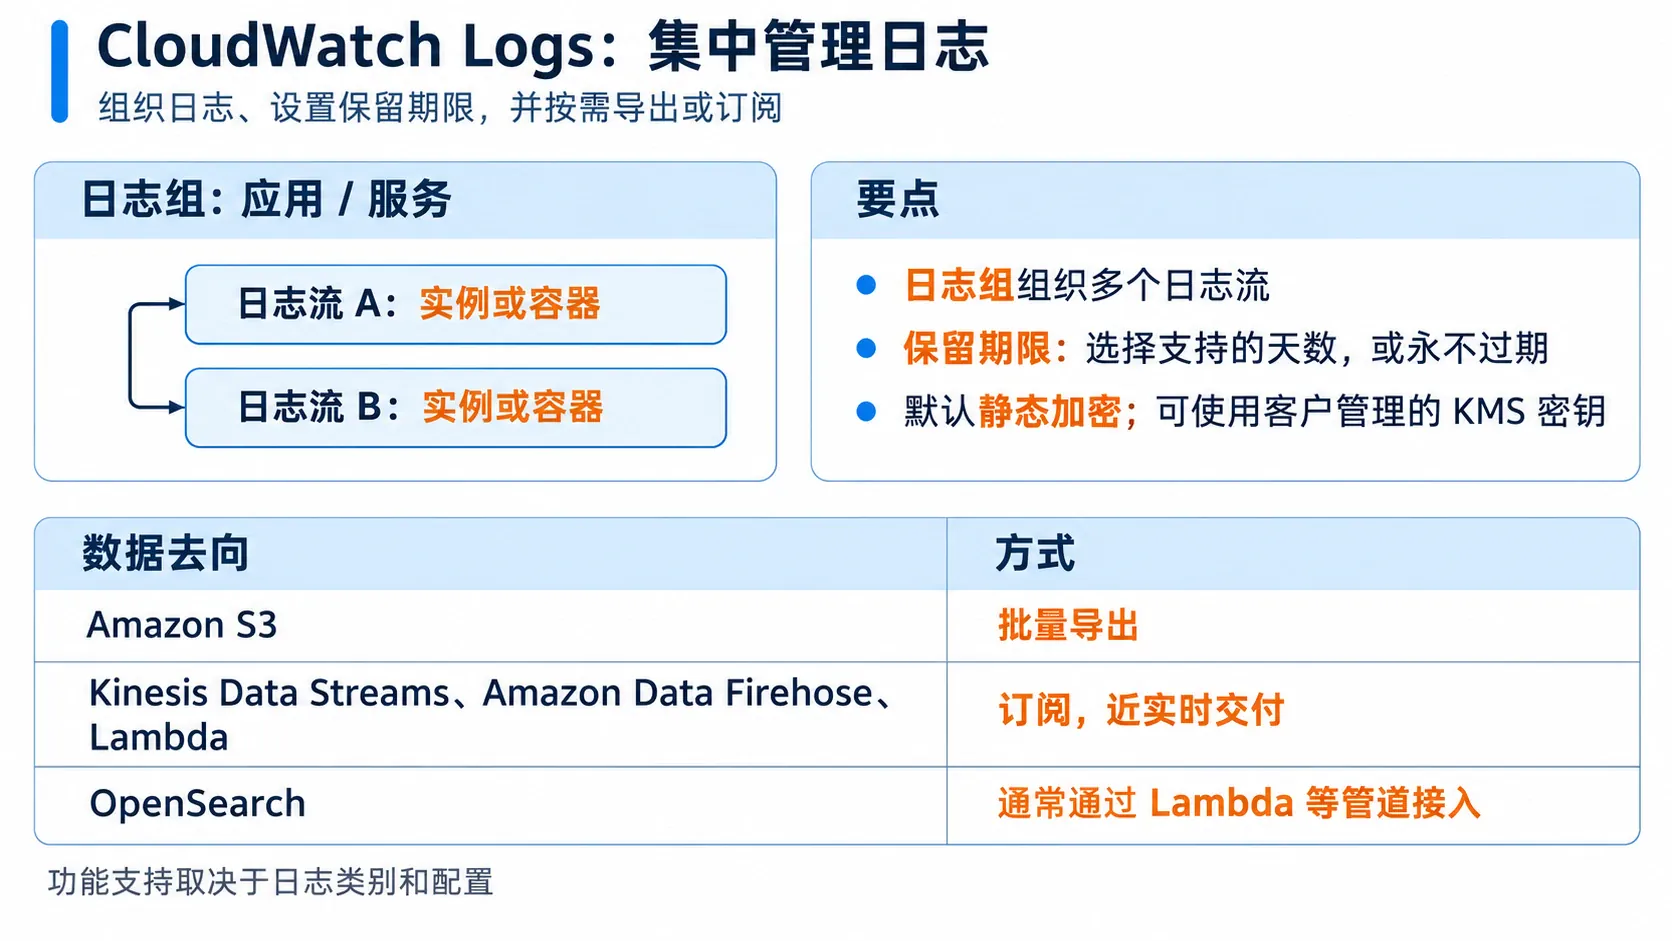 CloudWatch Logs：集中管理日志
组织日志、设置保留期限，并按需导出或订阅
日志组：应用 / 服务
日志流 A：实例或容器
日志流 B：实例或容器
要点
日志组组织多个日志流
保留期限：选择支持的天数，或永不过期
默认静态加密；可使用客户管理的 KMS 密钥
数据去向
方式
Amazon S3
批量导出
Kinesis Data Streams、Amazon Data Firehose、
Lambda
订阅，近实时交付
OpenSearch
通常通过 Lambda 等管道接入
功能支持取决于日志类别和配置